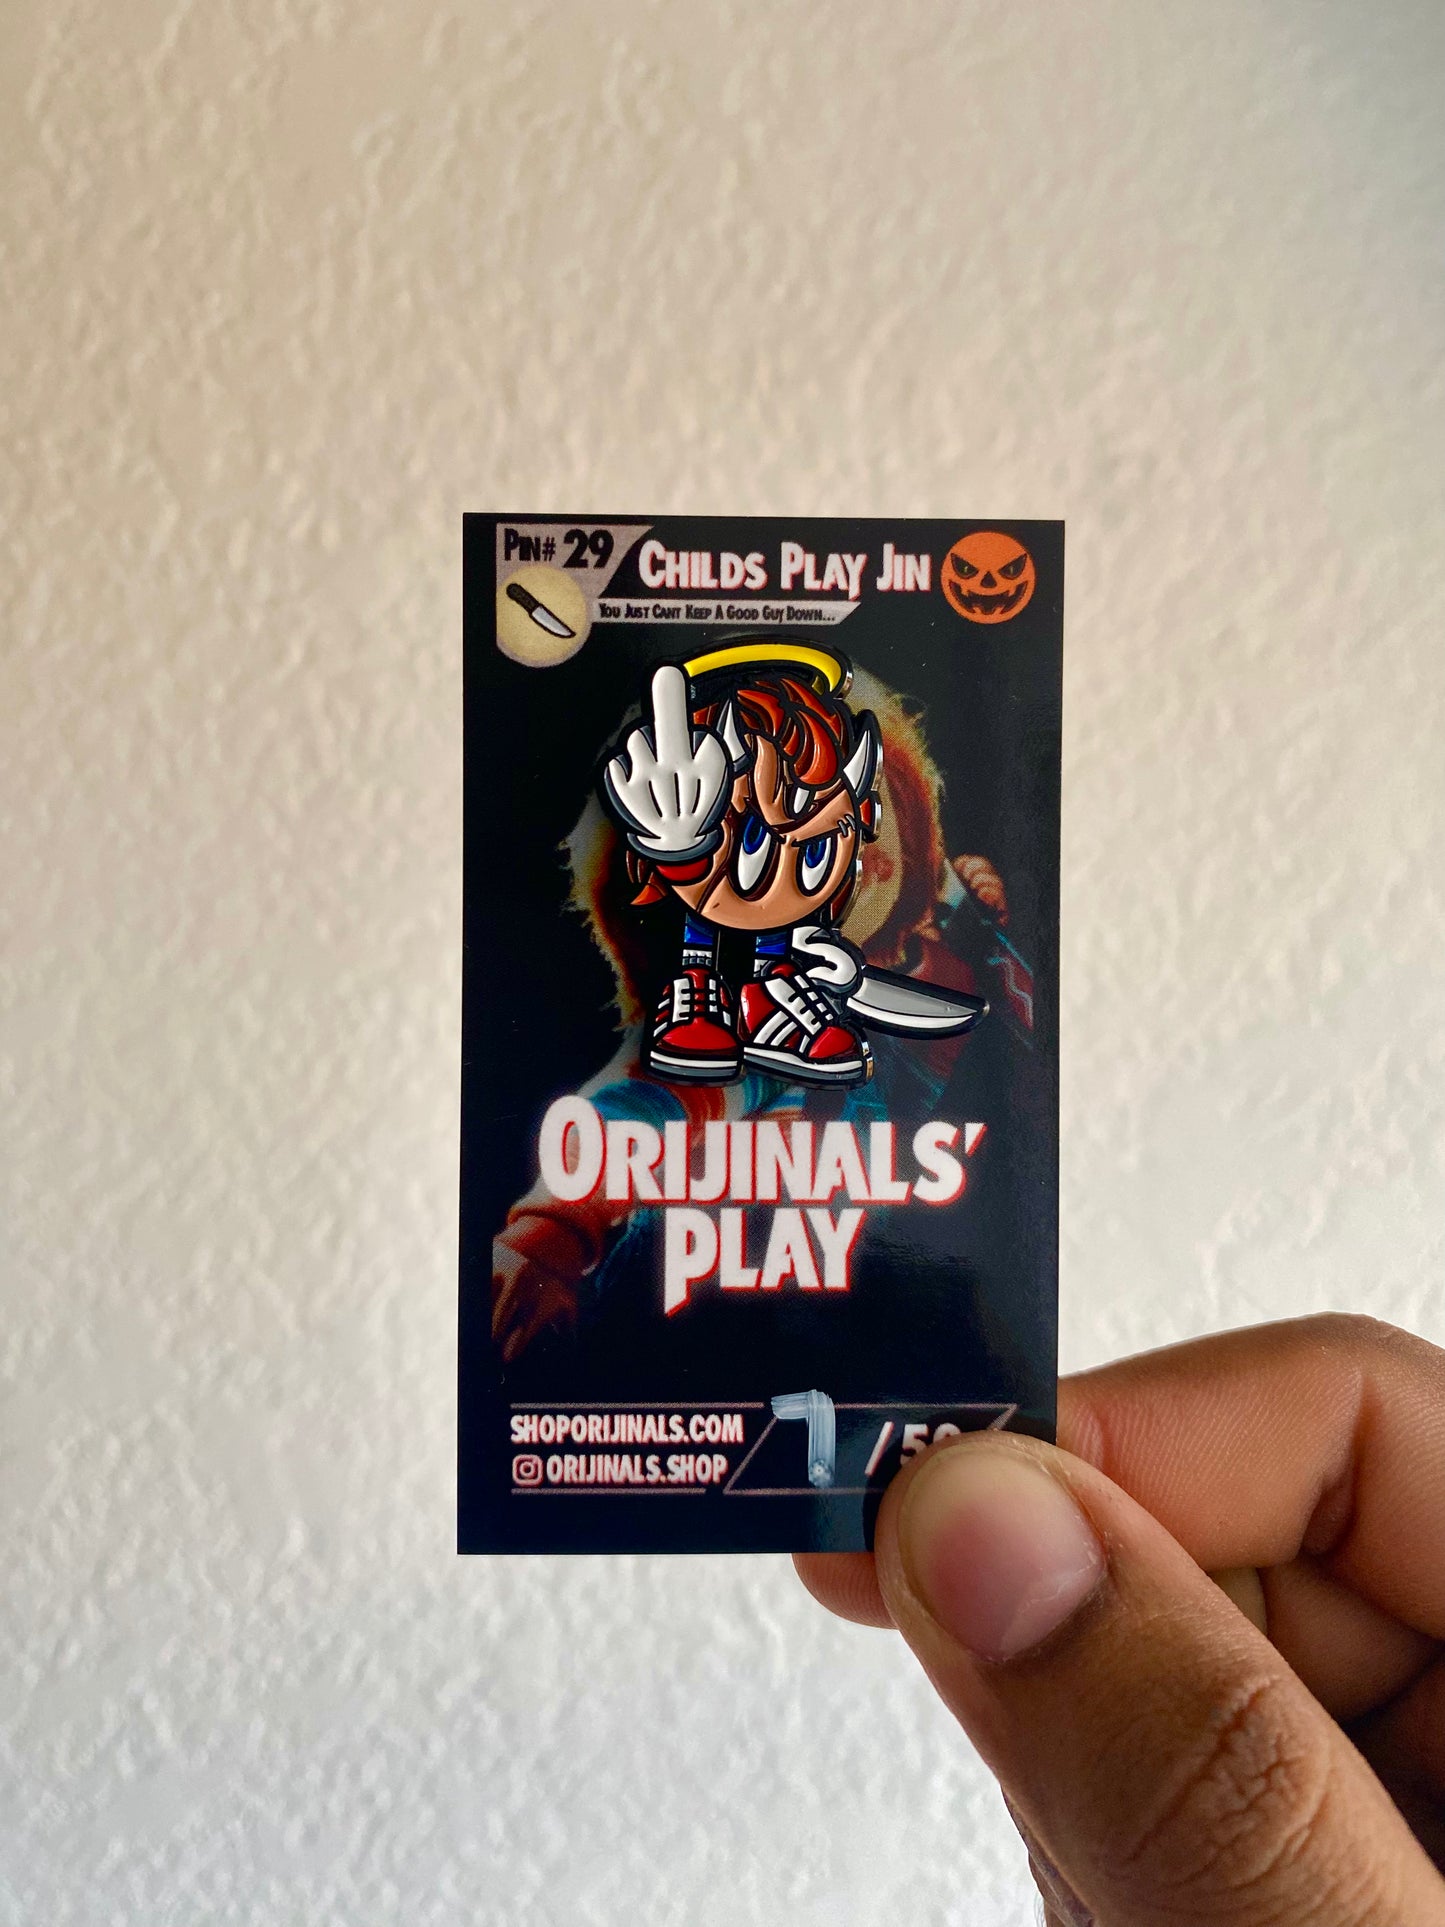 PIN# 29
CHILDS PLAY JIN
YOU JUST CANT KEEP A GOOD GUY DOWN...
ORIJINALS'
PLAY
SHOPORIJINALS.COM
ORIJINALS.SHOP
1 / 50